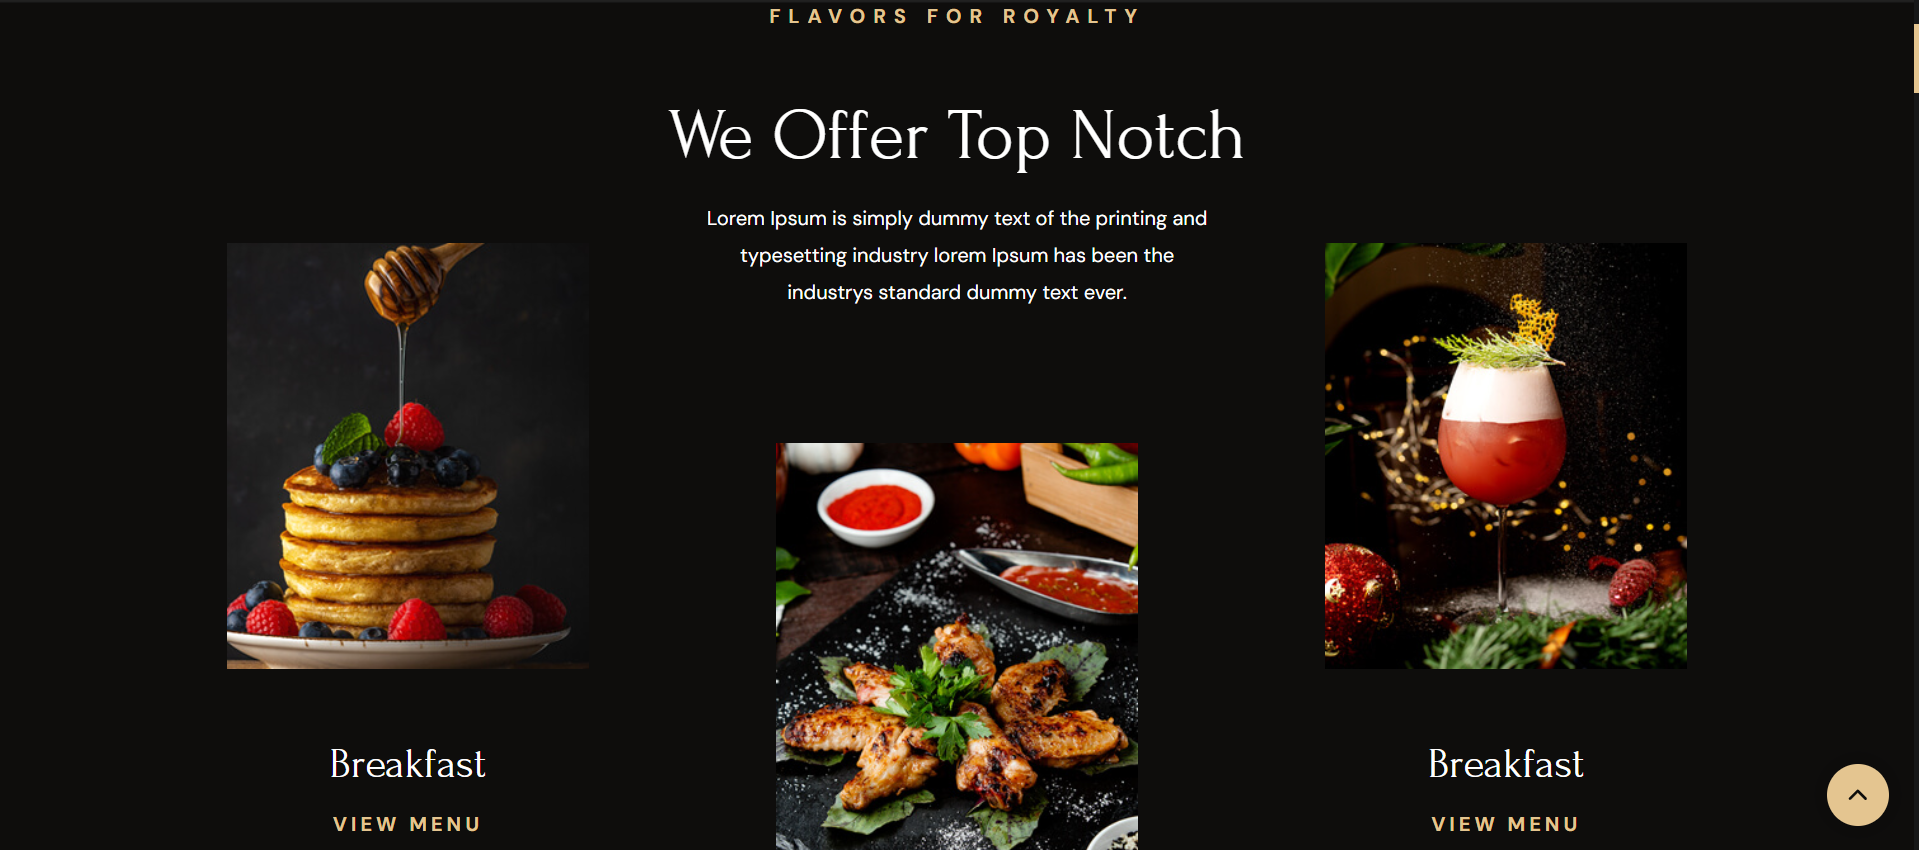 FLAVORS FOR ROYALTY
We Offer Top Notch
Lorem Ipsum is simply dummy text of the printing and
typesetting industry lorem Ipsum has been the
industrys standard dummy text ever.
Breakfast
VIEW MENU
Breakfast
VIEW MENU